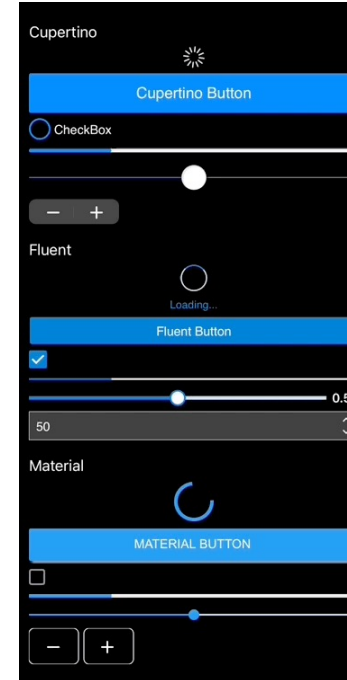 Cupertino
Cupertino Button
CheckBox
− +
Fluent
Loading...
Fluent Button
0.5
50
Material
MATERIAL BUTTON
− +